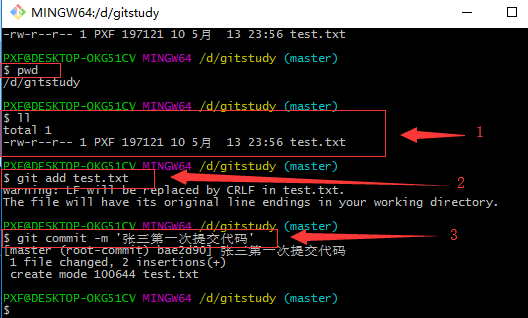 MINGW64:/d/gitstudy
-rw-r--r-- 1 PXF 197121 10 5月  13 23:56 test.txt
PXF@DESKTOP-OKG51CV MINGW64 /d/gitstudy (master)
$ pwd
/d/gitstudy
PXF@DESKTOP-OKG51CV MINGW64 /d/gitstudy (master)
$ ll
total 1
-rw-r--r-- 1 PXF 197121 10 5月  13 23:56 test.txt
1
PXF@DESKTOP-OKG51CV MINGW64 /d/gitstudy (master)
$ git add test.txt
2
warning: LF will be replaced by CRLF in test.txt.
The file will have its original line endings in your working directory.
PXF@DESKTOP-OKG51CV MINGW64 /d/gitstudy (master)
$ git commit -m '张三第一次提交代码'
3
[master (root-commit) bae2d90] 张三第一次提交代码
1 file changed, 2 insertions(+)
create mode 100644 test.txt
PXF@DESKTOP-OKG51CV MINGW64 /d/gitstudy (master)
$